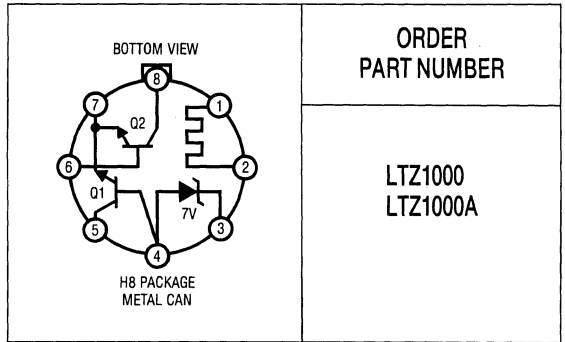 BOTTOM VIEW
8
7
Q2
1
6
2
Q1
7V
5
3
4
H8 PACKAGE
METAL CAN
ORDER
PART NUMBER
LTZ1000
LTZ1000A